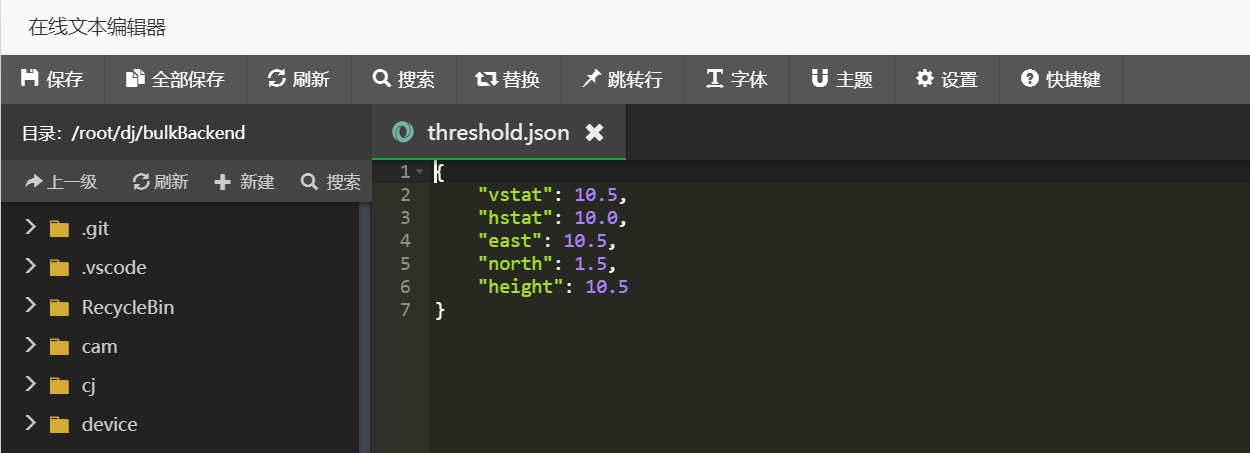 在线文本编辑器
保存 全部保存 刷新 搜索 替换 跳转行 字体 主题 设置 快捷键
目录：/root/dj/bulkBackend
threshold.json
上一级 刷新 新建 搜索
.git
.vscode
RecycleBin
cam
cj
device
1 {
2 "vstat": 10.5,
3 "hstat": 10.0,
4 "east": 10.5,
5 "north": 1.5,
6 "height": 10.5
7 }